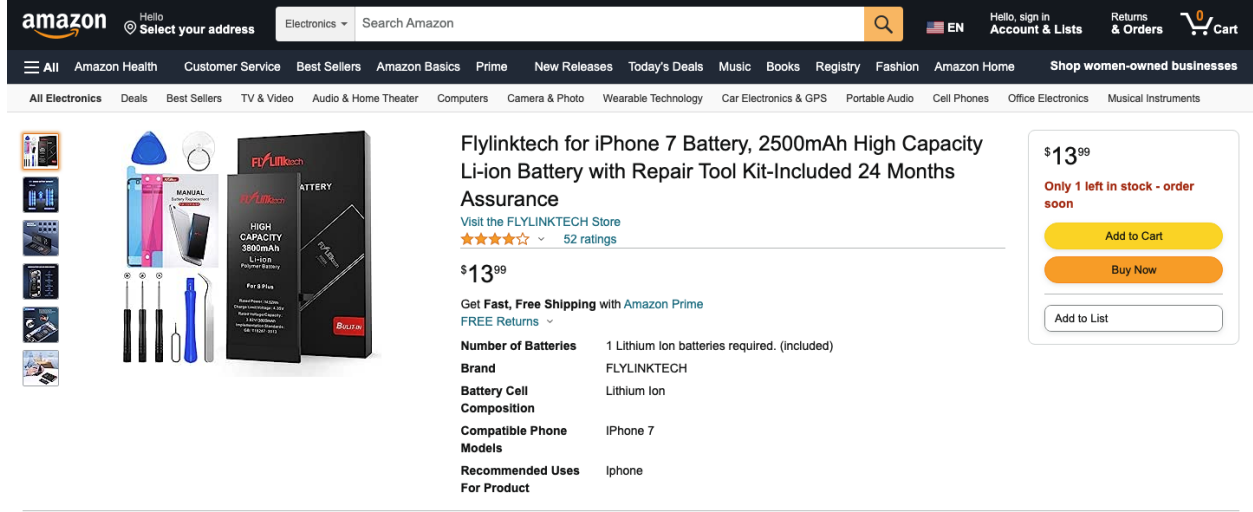 amazon
Hello
Select your address
Electronics
Search Amazon
EN
Hello, sign in
Account & Lists
Returns
& Orders
0
Cart
All
Amazon Health
Customer Service
Best Sellers
Amazon Basics
Prime
New Releases
Today's Deals
Music
Books
Registry
Fashion
Amazon Home
Shop women-owned businesses
All Electronics
Deals
Best Sellers
TV & Video
Audio & Home Theater
Computers
Camera & Photo
Wearable Technology
Car Electronics & GPS
Portable Audio
Cell Phones
Office Electronics
Musical Instruments
FLYLINKtech
BATTERY
MANUAL
Battery Replacement
FLYLINKtech
HIGH
CAPACITY
3800mAh
Li-ion
Polymer Battery
For 8 Plus
FLYLINKtech
BULIT-IN
Flylinktech for iPhone 7 Battery, 2500mAh High Capacity
Li-ion Battery with Repair Tool Kit-Included 24 Months
Assurance
Visit the FLYLINKTECH Store
52 ratings
$13.99
Get Fast, Free Shipping with Amazon Prime
FREE Returns
Number of Batteries 1 Lithium Ion batteries required. (included)
Brand FLYLINKTECH
Battery Cell
Composition Lithium Ion
Compatible Phone
Models IPhone 7
Recommended Uses
For Product Iphone
$13.99
Only 1 left in stock - order
soon
Add to Cart
Buy Now
Add to List